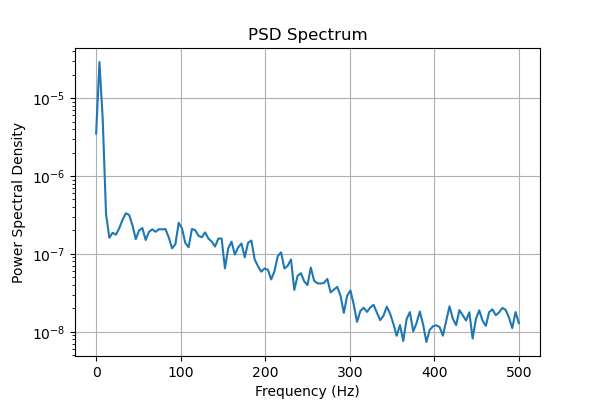 PSD Spectrum
Power Spectral Density
10⁻⁵
10⁻⁶
10⁻⁷
10⁻⁸
0 100 200 300 400 500
Frequency (Hz)